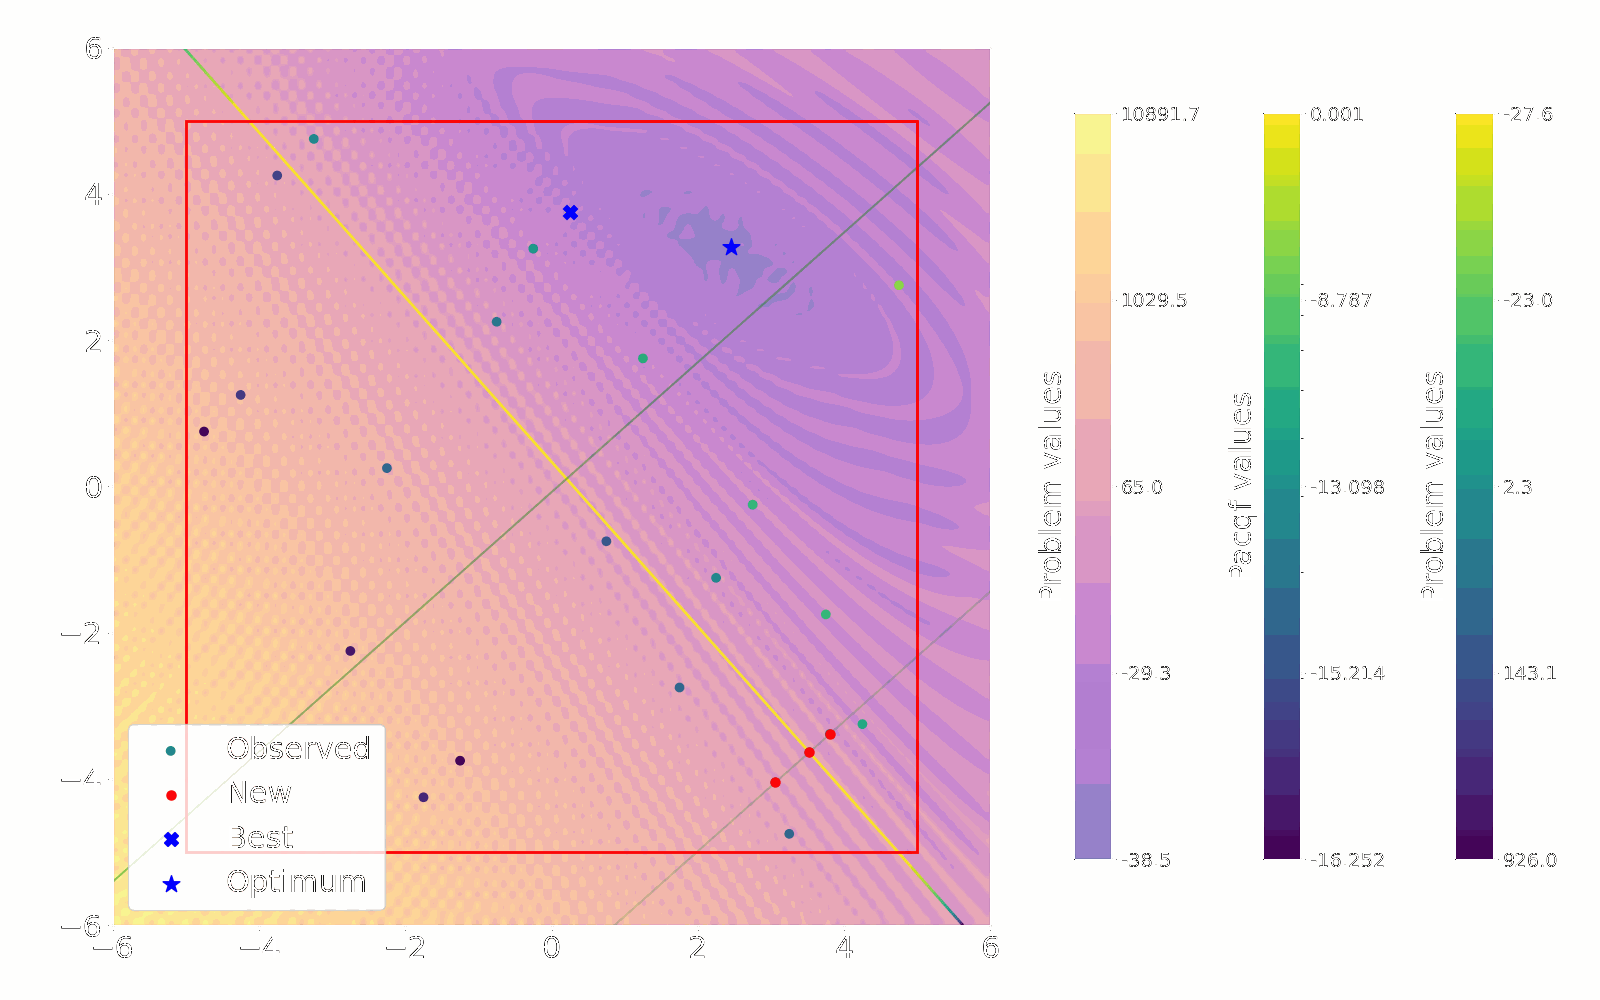 6
4
2
0
−2
−4
−6
−6 −4 −2 0 2 4 6
Observed
New
Best
Optimum
Problem values
10891.7
1029.5
65.0
-29.3
-38.5
Pacqf values
0.001
-8.787
-13.098
-15.214
-16.252
Problem values
-27.6
-23.0
2.3
143.1
926.0